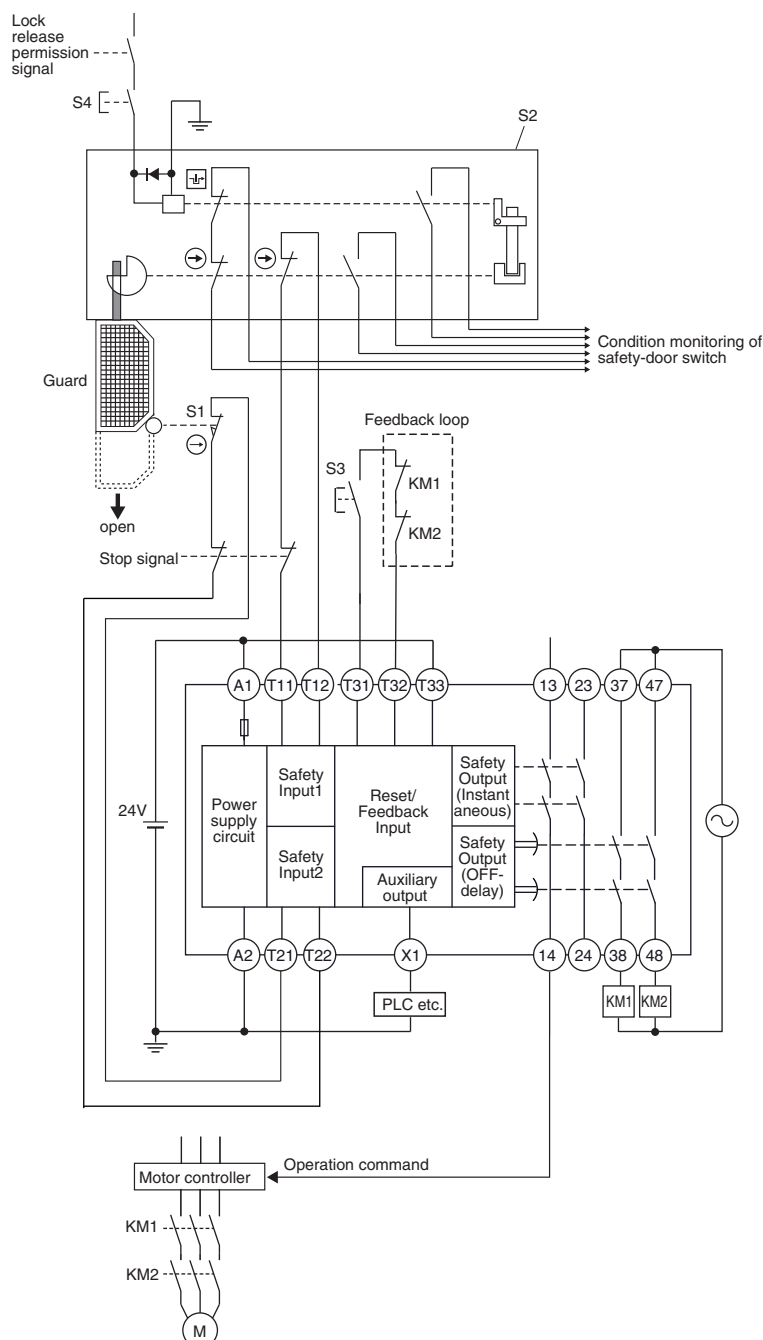 Lock
release
permission
signal
S4
S2
Condition monitoring of
safety-door switch
Guard
S1
open
Feedback loop
S3
KM1
KM2
Stop signal
A1
T11
T12
T31
T32
T33
13
23
37
47
24V
Power
supply
circuit
Safety
Input1
Safety
Input2
Reset/
Feedback
Input
Auxiliary
output
Safety
Output
(Instant
aneous)
Safety
Output
(OFF-
delay)
A2
T21
T22
X1
14
24
38
48
PLC etc.
KM1
KM2
Operation command
Motor controller
KM1
KM2
M